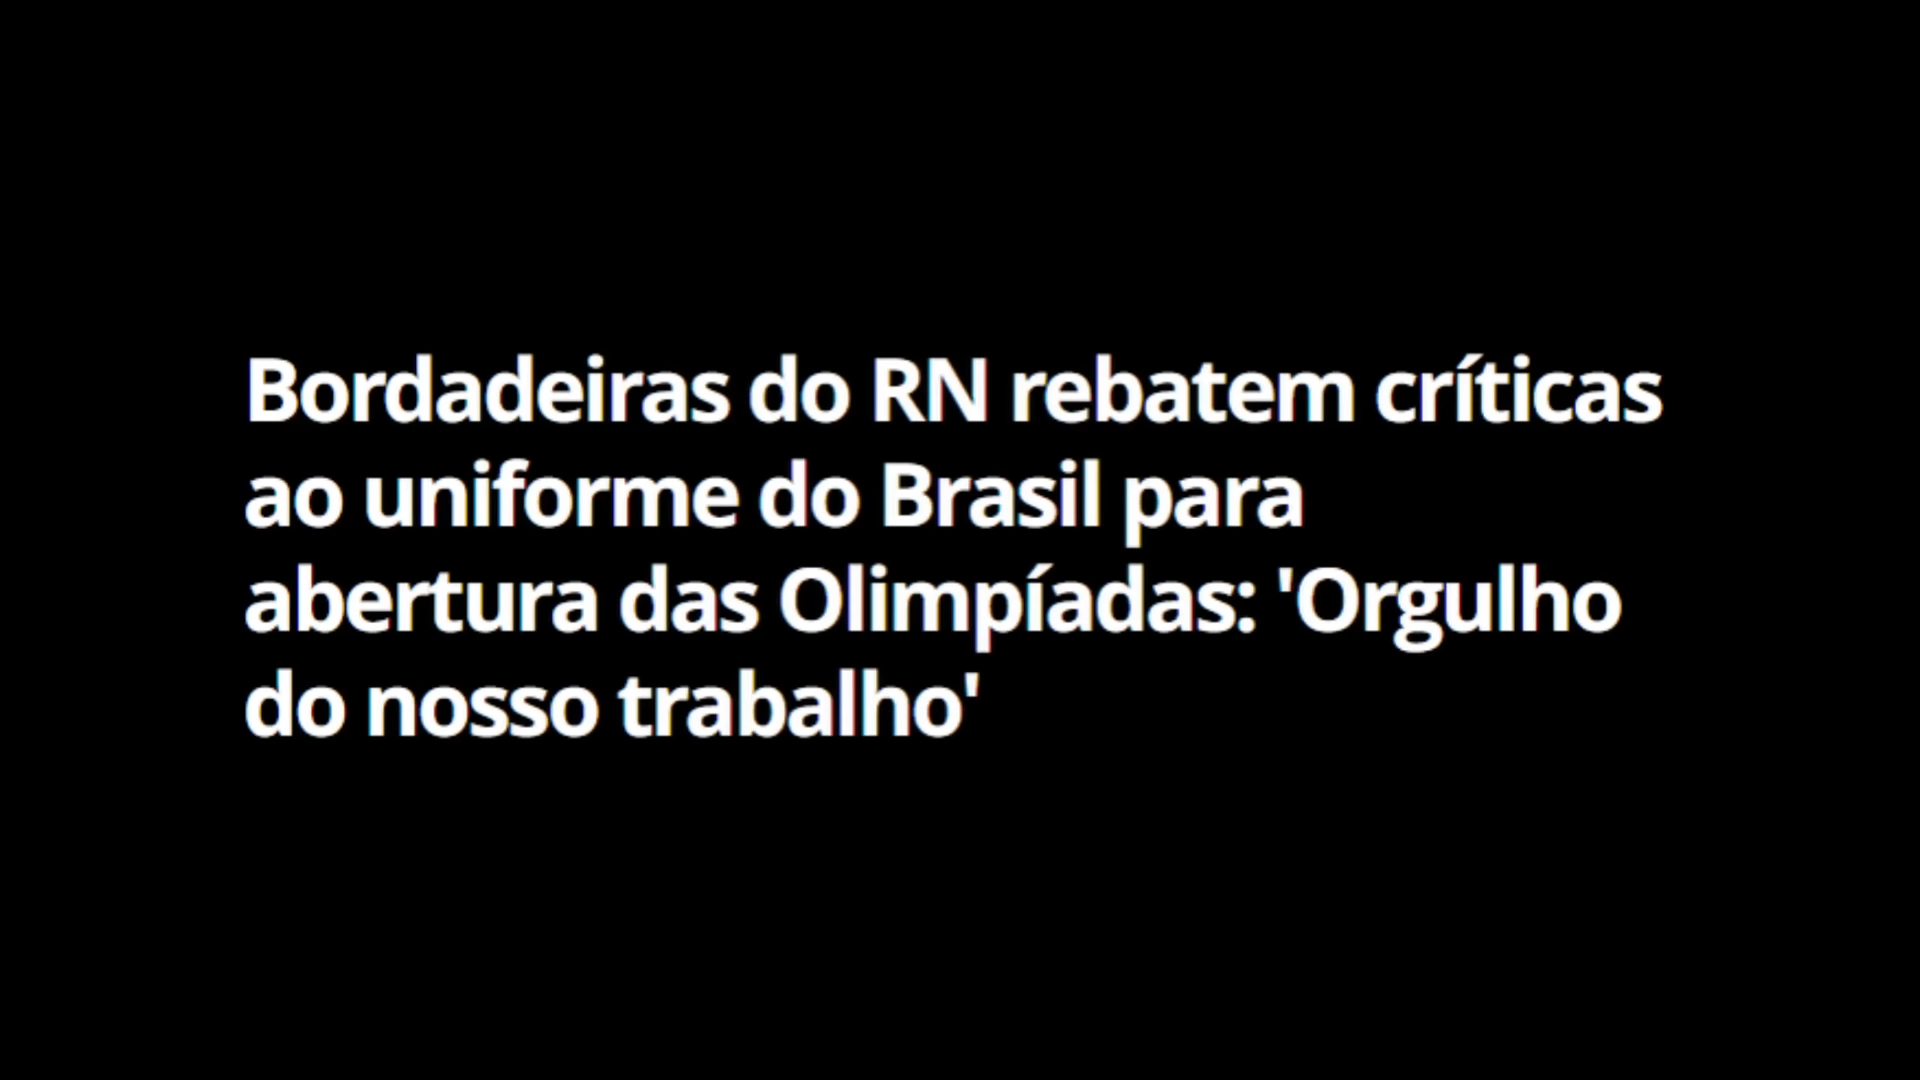 Bordadeiras do RN rebatem críticas
ao uniforme do Brasil para
abertura das Olimpíadas: 'Orgulho
do nosso trabalho'